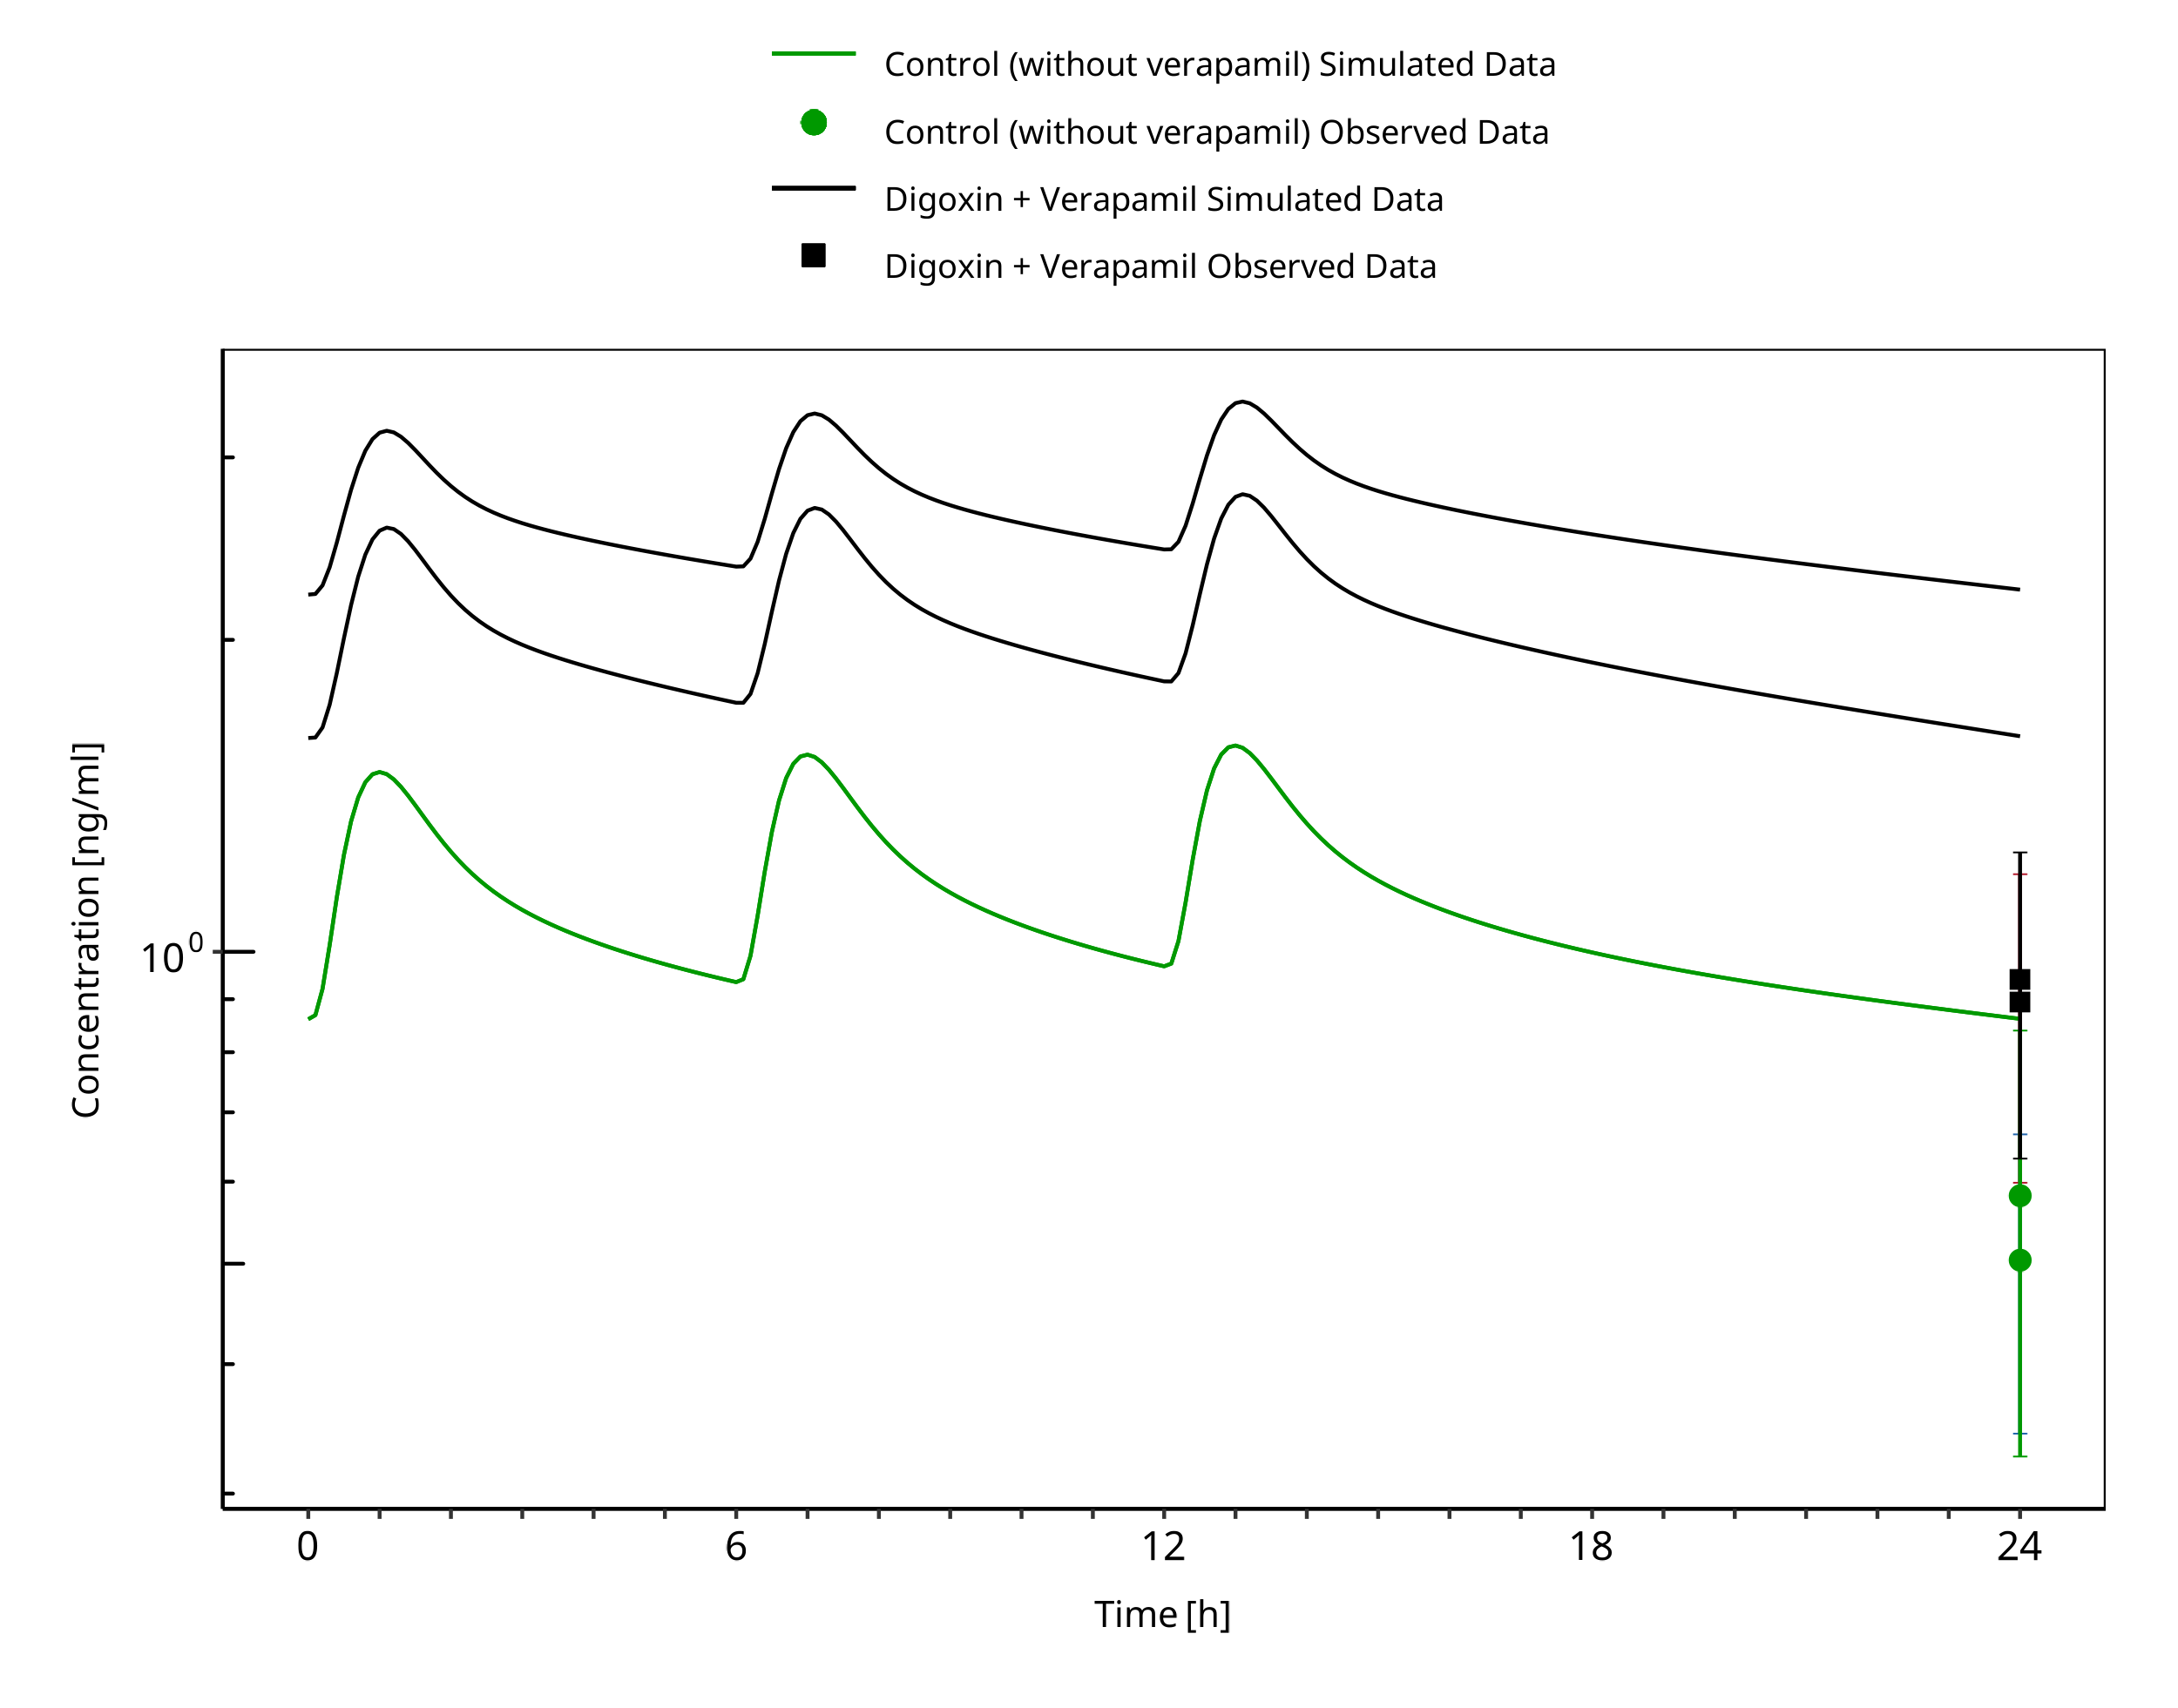 Control (without verapamil) Simulated Data
Control (without verapamil) Observed Data
Digoxin + Verapamil Simulated Data
Digoxin + Verapamil Observed Data
Concentration [ng/ml]
10⁰
0 6 12 18 24
Time [h]